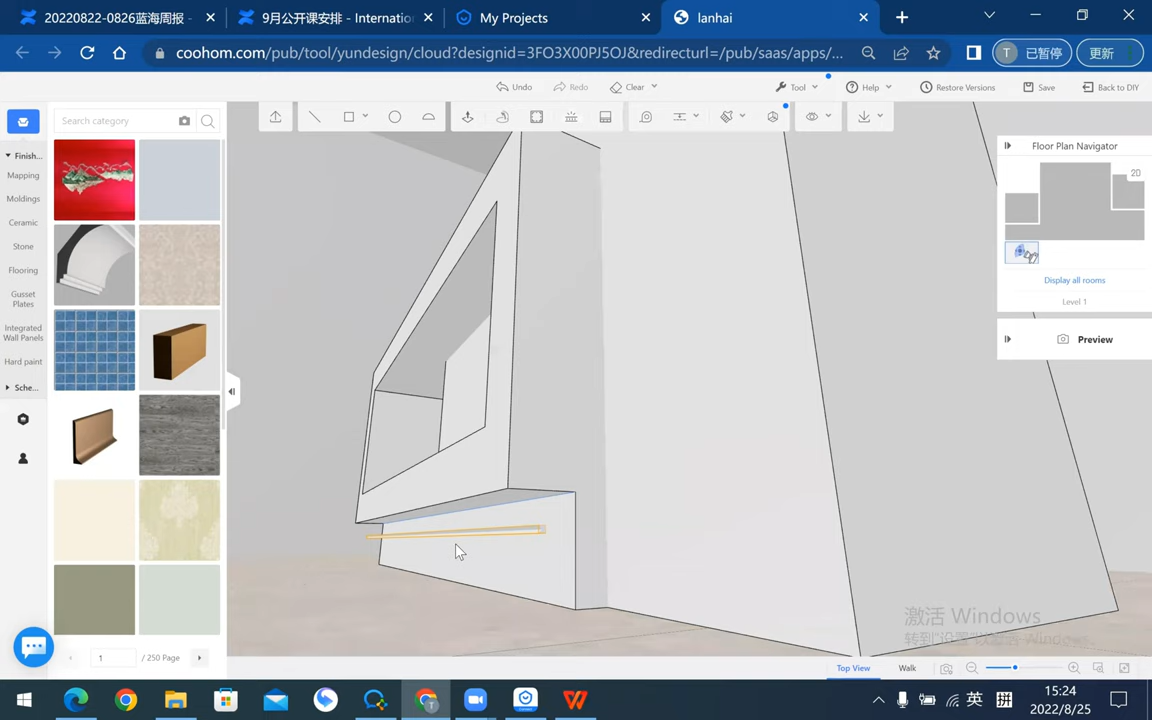 20220822-0826蓝海周报 -
9月公开课安排 - Internatio
My Projects
lanhai
coohom.com/pub/tool/yundesign/cloud?designid=3FO3X00PJ5OJ&redirecturl=/pub/saas/apps/...
T 已暂停
更新
Undo
Redo
Clear
Tool
Help
Restore Versions
Save
Back to DIY
Search category
Finish...
Mapping
Moldings
Ceramic
Stone
Flooring
Gusset
Plates
Integrated
Wall Panels
Hard paint
Sche...
Floor Plan Navigator
2D
Display all rooms
Level 1
Preview
激活 Windows
转到"设置"以激活 Windows。
1 / 250 Page
Top View
Walk
英
拼
15:24
2022/8/25